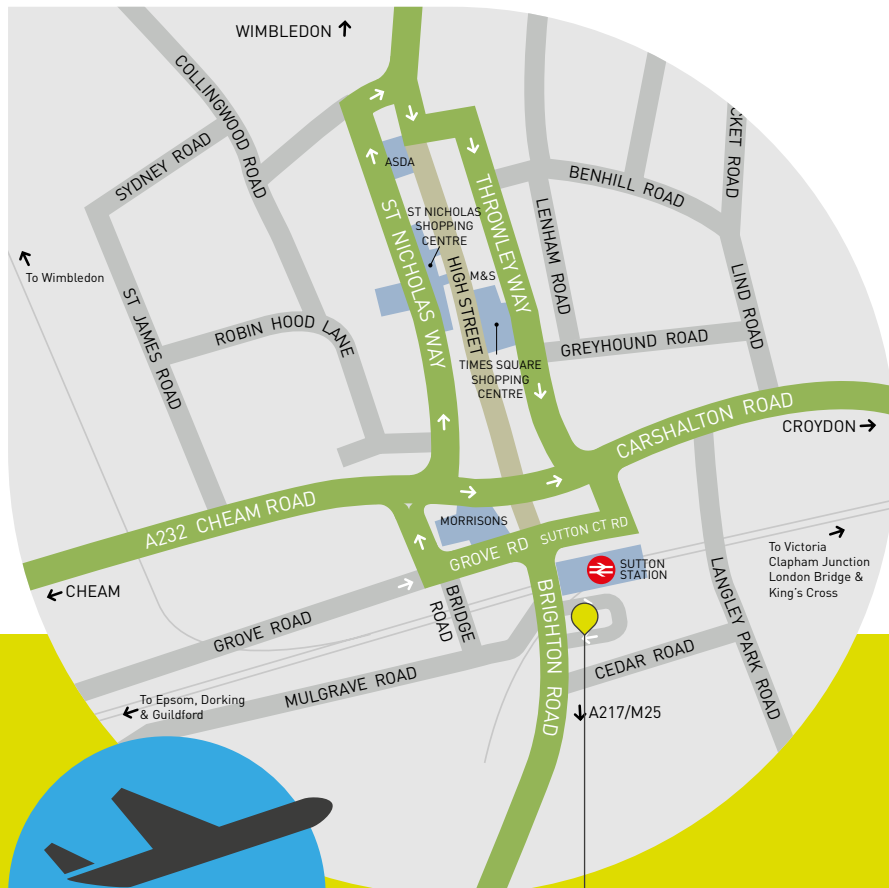 WIMBLEDON
COLLINGWOOD ROAD
SYDNEY ROAD
ASDA
CKET ROAD
BENHILL ROAD
THROWLEY WAY
ST NICHOLAS
SHOPPING
CENTRE
ST NICHOLAS WAY
HIGH STREET
M&S
LENHAM ROAD
To Wimbledon
ST JAMES ROAD
ROBIN HOOD LANE
LIND ROAD
GREYHOUND ROAD
TIMES SQUARE
SHOPPING
CENTRE
CARSHALTON ROAD
CROYDON
A232 CHEAM ROAD
MORRISONS
GROVE RD
SUTTON CT RD
SUTTON
STATION
To Victoria
Clapham Junction
London Bridge &
King's Cross
CHEAM
GROVE ROAD
BRIDGE
ROAD
BRIGHTON ROAD
LANGLEY PARK ROAD
CEDAR ROAD
MULGRAVE ROAD
To Epsom, Dorking
& Guildford
A217/M25